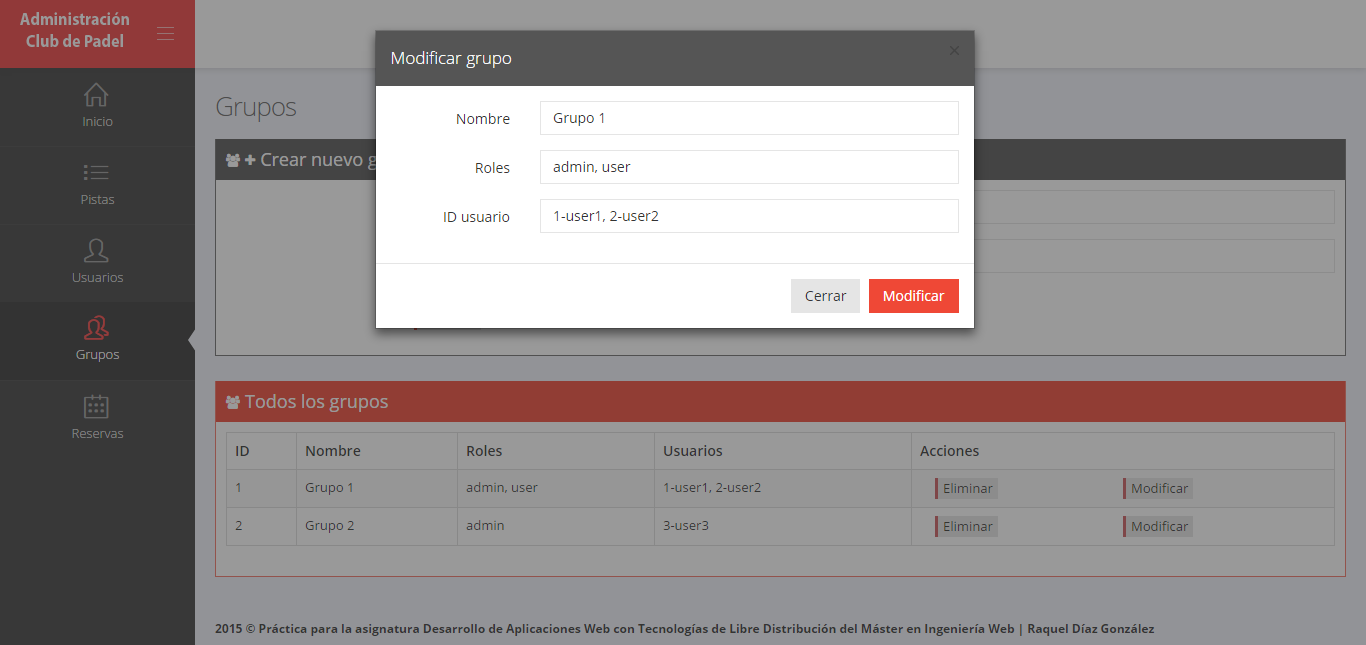 Administración
Club de Padel
Inicio
Pistas
Usuarios
Grupos
Reservas
Modificar grupo
×
Nombre
Grupo 1
Roles
admin, user
ID usuario
1-user1, 2-user2
Cerrar
Modificar
Grupos
Crear nuevo g
Todos los grupos
ID Nombre Roles Usuarios Acciones
1 Grupo 1 admin, user 1-user1, 2-user2 Eliminar Modificar
2 Grupo 2 admin 3-user3 Eliminar Modificar
2015 © Práctica para la asignatura Desarrollo de Aplicaciones Web con Tecnologías de Libre Distribución del Máster en Ingeniería Web | Raquel Díaz González